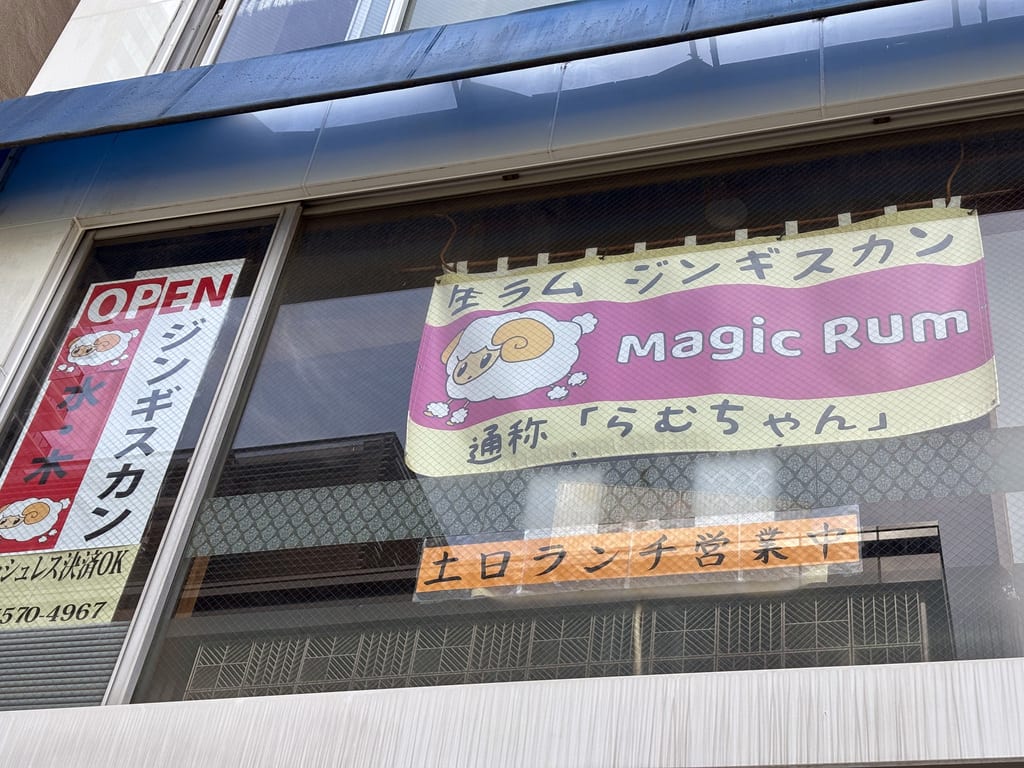 OPEN
ジンギスカン
水・木
シュレス決済OK
570-4967
生ラム ジンギスカン
Magic Rum
通称「らむちゃん」
土日ランチ営業中